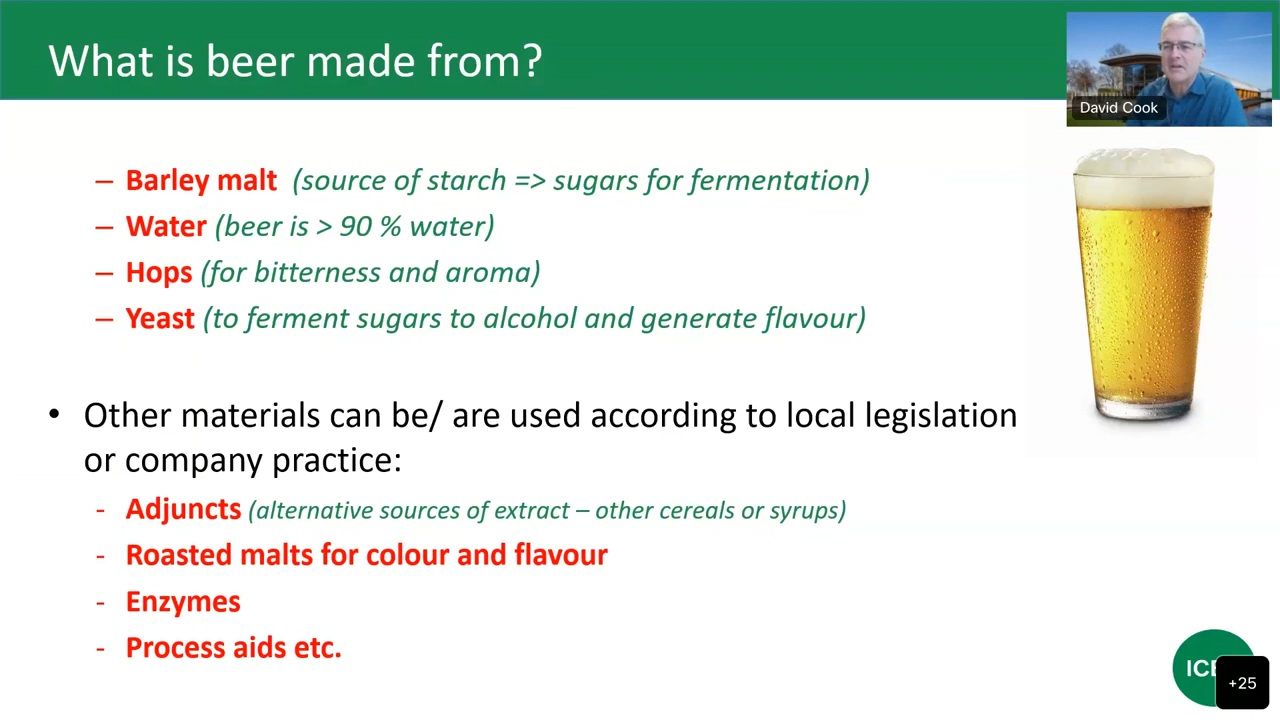 What is beer made from?
David Cook
– Barley malt (source of starch => sugars for fermentation)
– Water (beer is > 90 % water)
– Hops (for bitterness and aroma)
– Yeast (to ferment sugars to alcohol and generate flavour)
• Other materials can be/ are used according to local legislation
or company practice:
- Adjuncts (alternative sources of extract – other cereals or syrups)
- Roasted malts for colour and flavour
- Enzymes
- Process aids etc.
+25